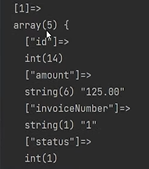 [1]=>
array(5) {
["id"]=>
int(14)
["amount"]=>
string(6) "125.00"
["invoiceNumber"]=>
string(1) "1"
["status"]=>
int(1)